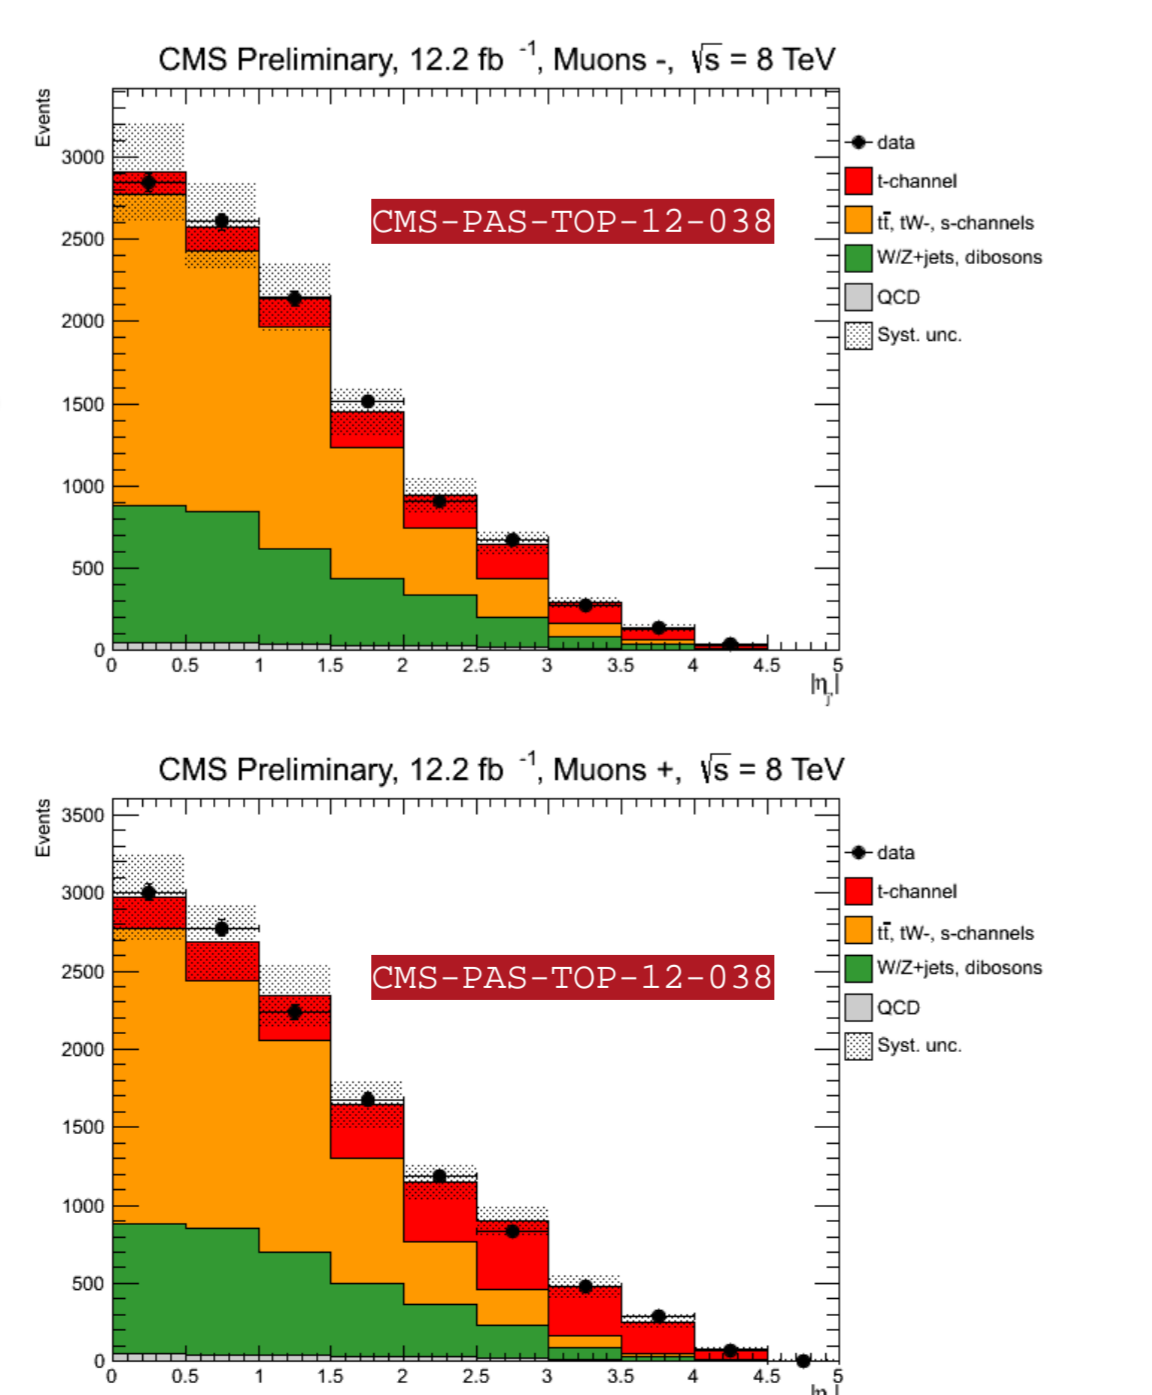 CMS Preliminary, 12.2 fb -1, Muons -, √s = 8 TeV
Events
data
t-channel
tt̄, tW-, s-channels
W/Z+jets, dibosons
QCD
Syst. unc.
CMS-PAS-TOP-12-038
3000
2500
2000
1500
1000
500
0
0 0.5 1 1.5 2 2.5 3 3.5 4 4.5 5
|η_j'|
CMS Preliminary, 12.2 fb -1, Muons +, √s = 8 TeV
Events
data
t-channel
tt̄, tW-, s-channels
W/Z+jets, dibosons
QCD
Syst. unc.
CMS-PAS-TOP-12-038
3500
3000
2500
2000
1500
1000
500
0
0 0.5 1 1.5 2 2.5 3 3.5 4 4.5 5